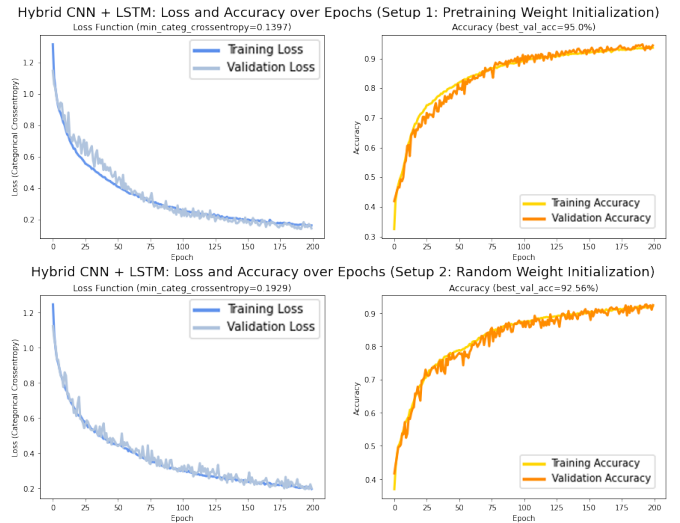 Hybrid CNN + LSTM: Loss and Accuracy over Epochs (Setup 1: Pretraining Weight Initialization)
Loss Function (min_categ_crossentropy=0.1397)
Accuracy (best_val_acc=95.0%)
Loss (Categorical Crossentropy)
1.2
1.0
0.8
0.6
0.4
0.2
Training Loss
Validation Loss
0 25 50 75 100 125 150 175 200
Epoch
Accuracy
0.9
0.8
0.7
0.6
0.5
0.4
0.3
Training Accuracy
Validation Accuracy
0 25 50 75 100 125 150 175 200
Epoch
Hybrid CNN + LSTM: Loss and Accuracy over Epochs (Setup 2: Random Weight Initialization)
Loss Function (min_categ_crossentropy=0.1929)
Accuracy (best_val_acc=92.56%)
Loss (Categorical Crossentropy)
1.2
1.0
0.8
0.6
0.4
0.2
Training Loss
Validation Loss
0 25 50 75 100 125 150 175 200
Epoch
Accuracy
0.9
0.8
0.7
0.6
0.5
0.4
Training Accuracy
Validation Accuracy
0 25 50 75 100 125 150 175 200
Epoch